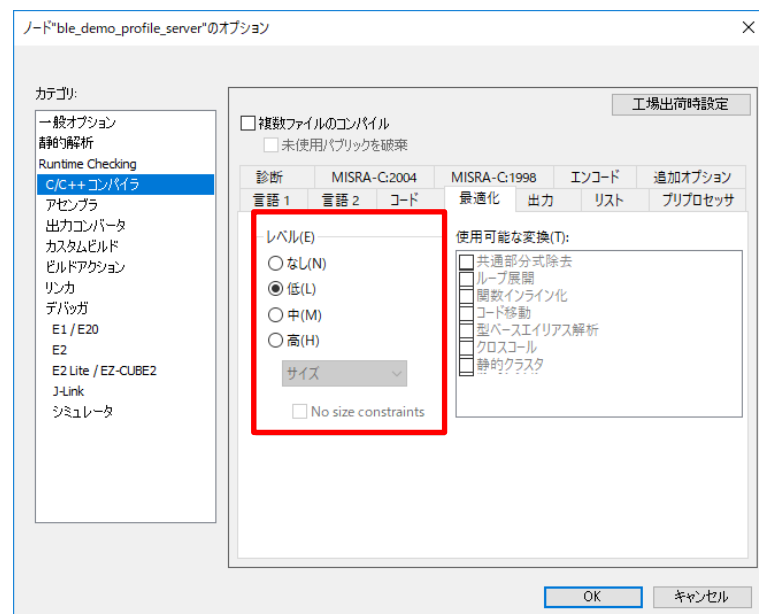 ノード"ble_demo_profile_server"のオプション
カテゴリ:
一般オプション
静的解析
Runtime Checking
C/C++ コンパイラ
アセンブラ
出力コンバータ
カスタムビルド
ビルドアクション
リンカ
デバッガ
E1 / E20
E2
E2 Lite / EZ-CUBE2
J-Link
シミュレータ
工場出荷時設定
複数ファイルのコンパイル
未使用パブリックを破棄
診断 MISRA-C:2004 MISRA-C:1998 エンコード 追加オプション
言語 1 言語 2 コード 最適化 出力 リスト プリプロセッサ
レベル(E)
なし(N)
低(L)
中(M)
高(H)
サイズ
No size constraints
使用可能な変換(T):
共通部分式除去
ループ展開
関数インライン化
コード移動
型ベースエイリアス解析
クロスコール
静的クラスタ
OK キャンセル